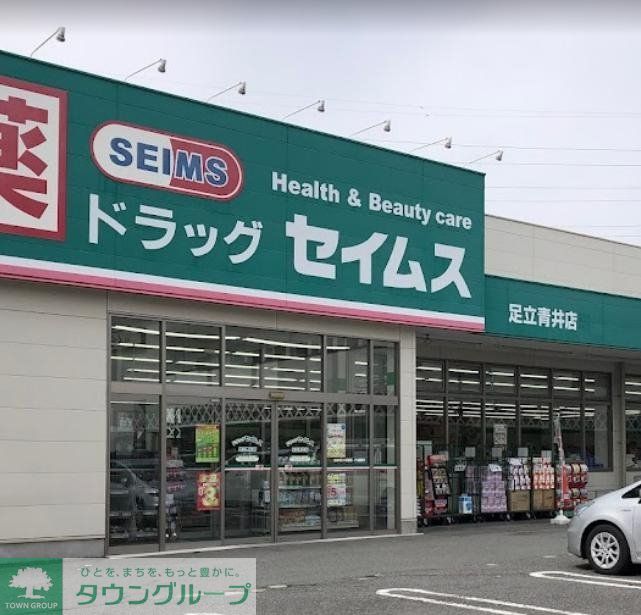 薬
SEIMS
Health & Beauty care
ドラッグ セイムス
足立青井店
TOWN GROUP
ひとを、まちを、もっと豊かに。
タウングループ